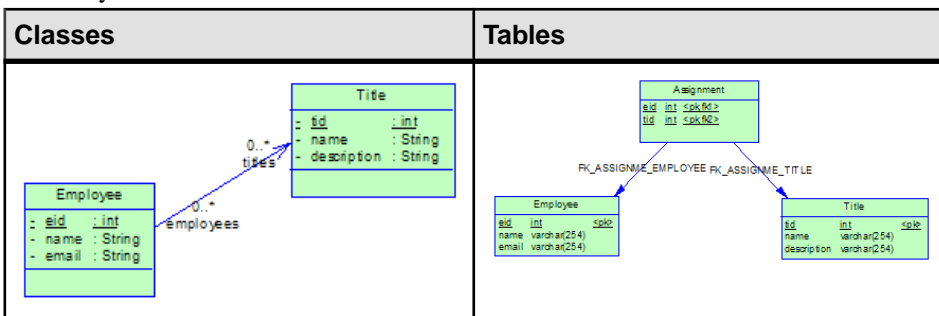 Classes
Tables
Title
- tid : int
- name : String
- description : String
0..*
titles
Employee
- eid : int
- name : String
- email : String
0..*
employees
Assignment
eid int <pk,fk1>
tid int <pk,fk2>
FK_ASSIGNME_EMPLOYEE
FK_ASSIGNME_TITLE
Employee
eid int <pk>
name varchar(254)
email varchar(254)
Title
tid int <pk>
name varchar(254)
description varchar(254)